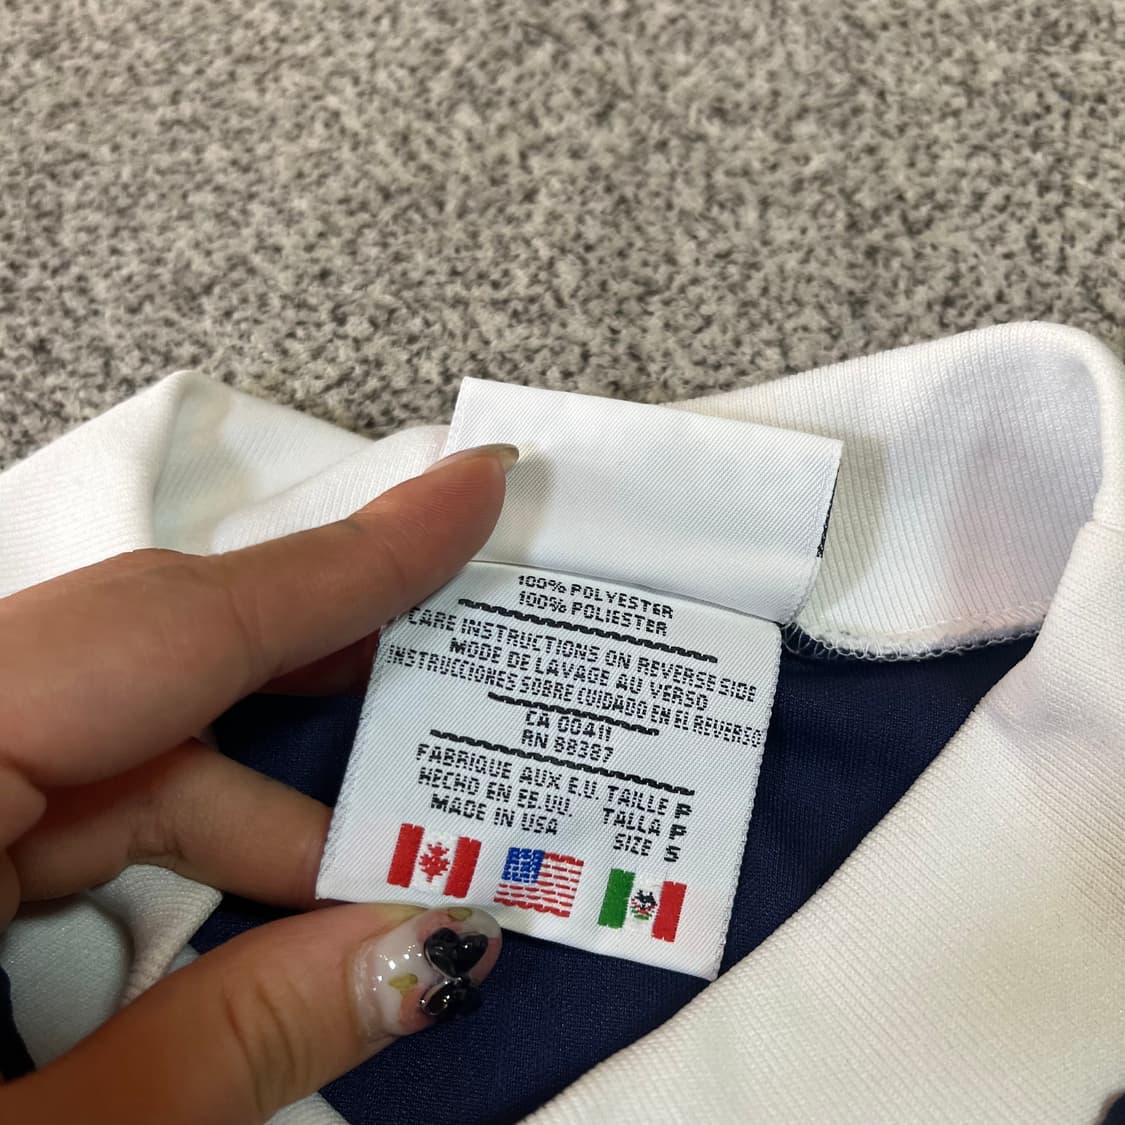 100% POLYESTER
100% POLIESTER
CARE INSTRUCTIONS ON REVERSE SIDE
MODE DE LAVAGE AU VERSO
INSTRUCCIONES SOBRE CUIDADO EN EL REVERSO
CA 00411
RN 88387
FABRIQUE AUX E.U. TAILLE P
HECHO EN EE.UU. TALLA P
MADE IN USA SIZE S